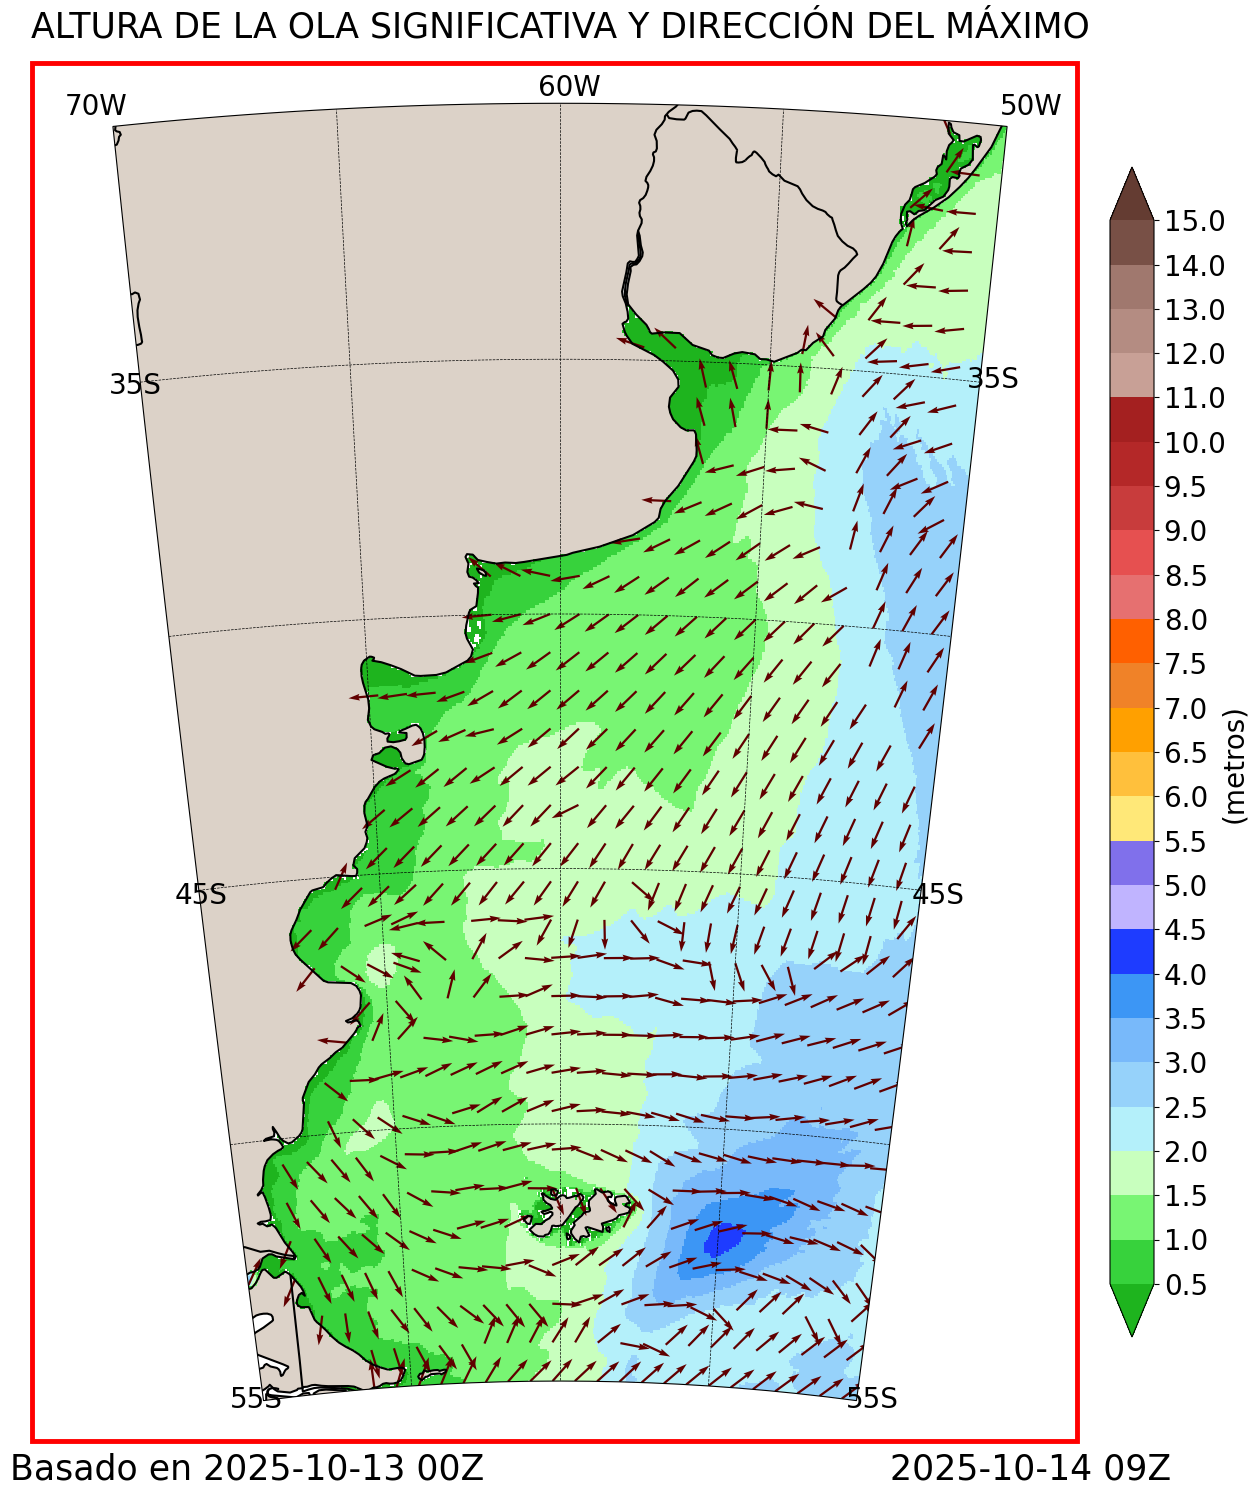 ALTURA DE LA OLA SIGNIFICATIVA Y DIRECCIÓN DEL MÁXIMO
70W
60W
50W
35S
35S
45S
45S
55S
55S
15.0
14.0
13.0
12.0
11.0
10.0
9.5
9.0
8.5
8.0
7.5
7.0
6.5
6.0
5.5
5.0
4.5
4.0
3.5
3.0
2.5
2.0
1.5
1.0
0.5
(metros)
Basado en 2025-10-13 00Z
2025-10-14 09Z